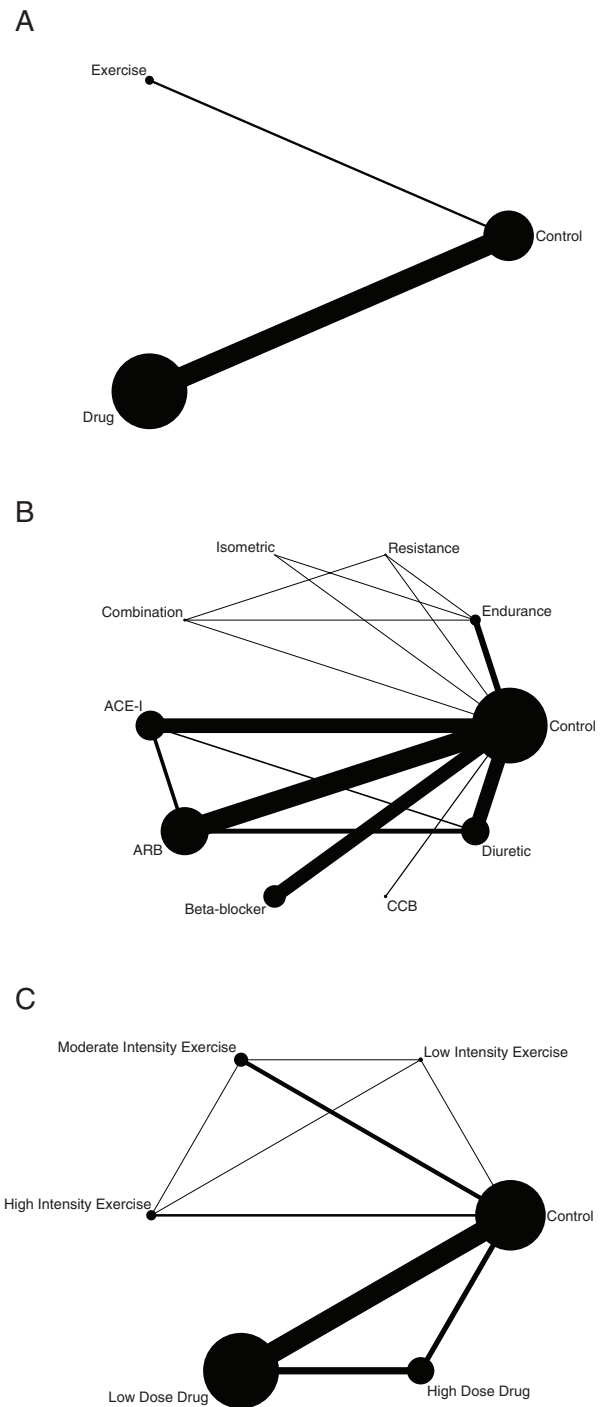 A
Exercise
Control
Drug
B
Isometric
Resistance
Combination
Endurance
ACE-I
Control
ARB
Diuretic
Beta-blocker
CCB
C
Moderate Intensity Exercise
Low Intensity Exercise
High Intensity Exercise
Control
Low Dose Drug
High Dose Drug